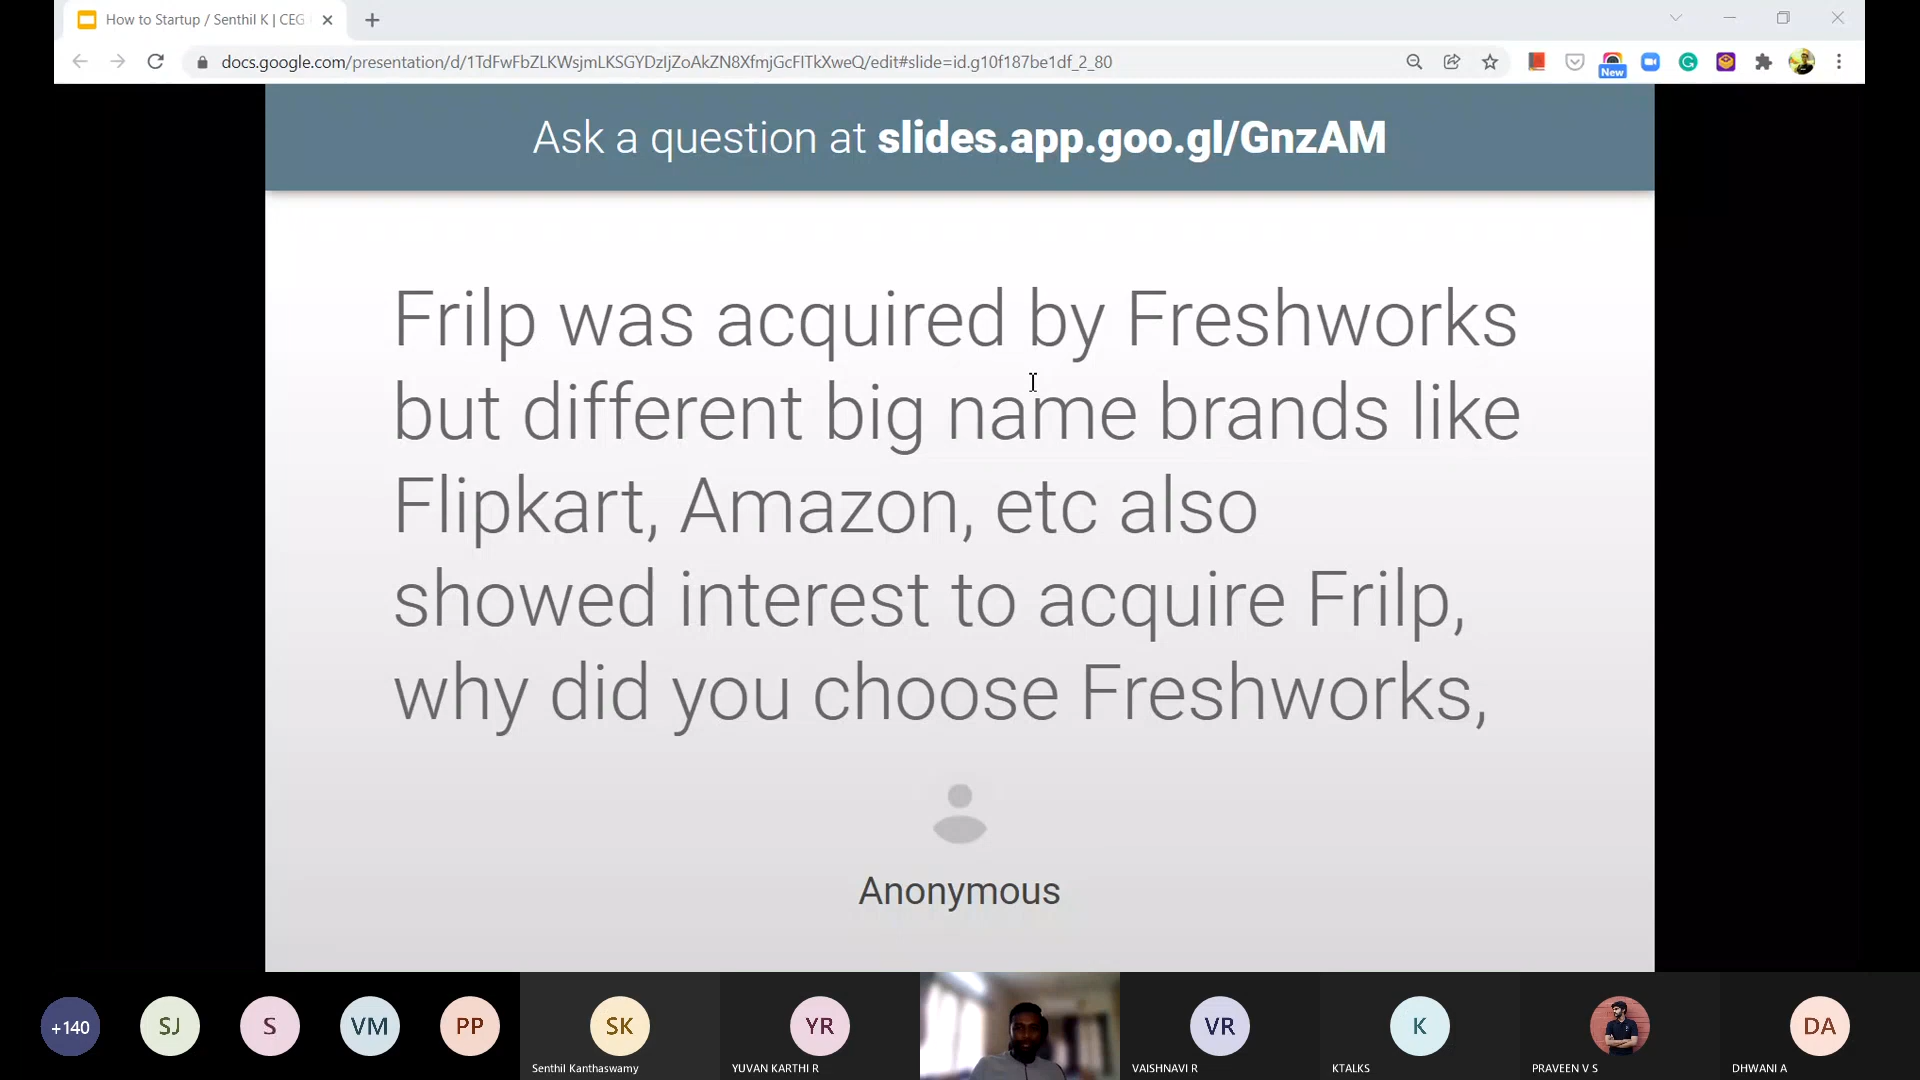 How to Startup / Senthil K | CEG
docs.google.com/presentation/d/1TdFwFbZLKWsjmLKSGYDzIjZoAkZN8XfmjGcFITkXweQ/edit#slide=id.g10f187be1df_2_80
New
Ask a question at slides.app.goo.gl/GnzAM
Frilp was acquired by Freshworks
but different big name brands like
Flipkart, Amazon, etc also
showed interest to acquire Frilp,
why did you choose Freshworks,
Anonymous
+140
SJ
S
VM
PP
SK
Senthil Kanthaswamy
YR
YUVAN KARTHI R
VR
VAISHNAVI R
K
KTALKS
PRAVEEN V S
DA
DHWANI A